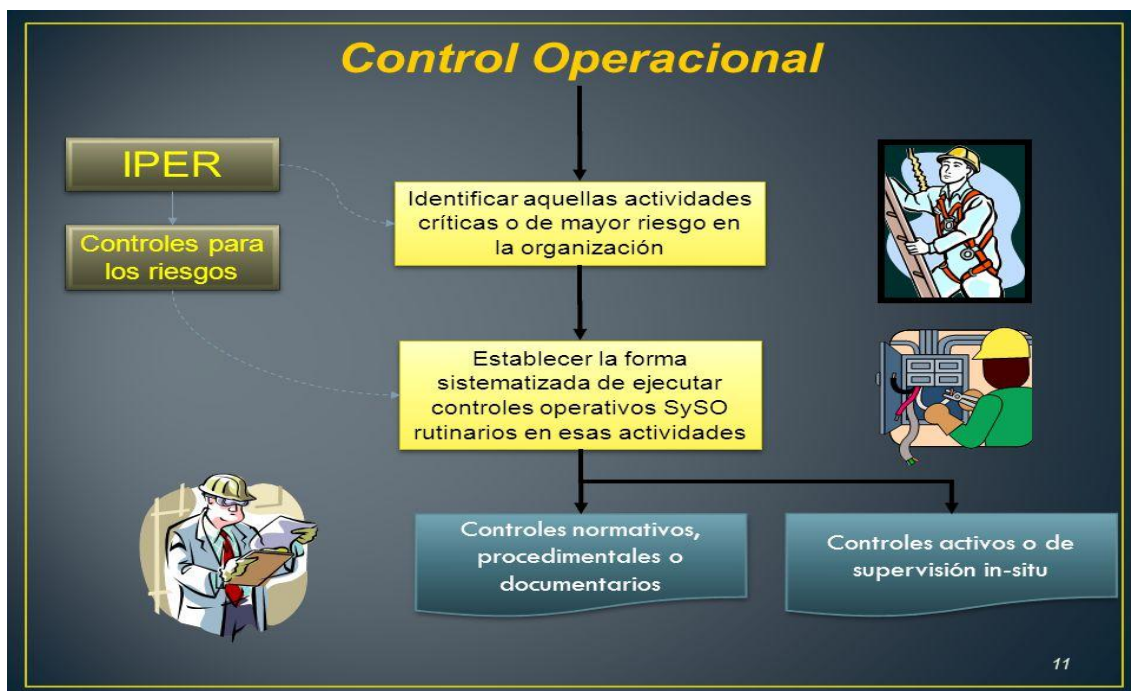 Control Operacional
IPER
Controles para
los riesgos
Identificar aquellas actividades
críticas o de mayor riesgo en
la organización
Establecer la forma
sistematizada de ejecutar
controles operativos SySO
rutinarios en esas actividades
Controles normativos,
procedimentales o
documentarios
Controles activos o de
supervisión in-situ
11